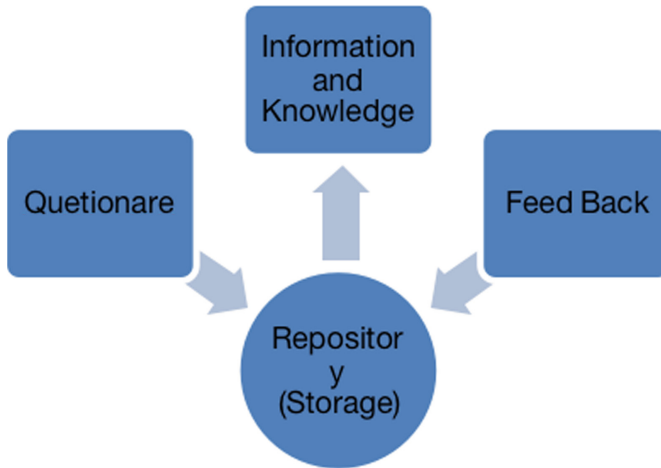 Information
and
Knowledge
Quetionare
Feed Back
Repositor
y
(Storage)